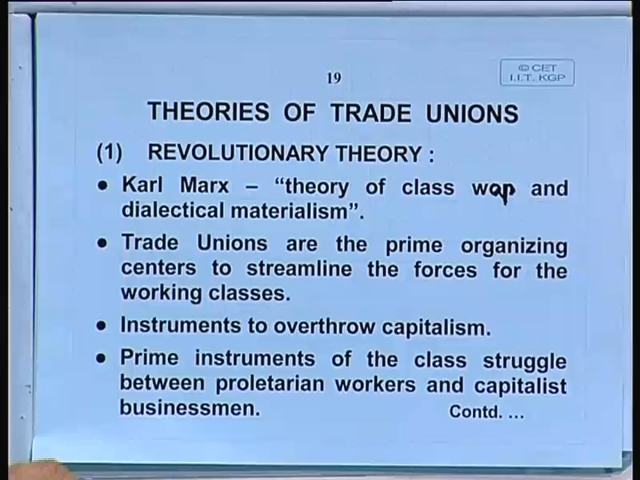 19
© CET
I.I.T. KGP
THEORIES OF TRADE UNIONS
(1) REVOLUTIONARY THEORY :
• Karl Marx – “theory of class war and
dialectical materialism”.
• Trade Unions are the prime organizing
centers to streamline the forces for the
working classes.
• Instruments to overthrow capitalism.
• Prime instruments of the class struggle
between proletarian workers and capitalist
businessmen.
Contd. ...